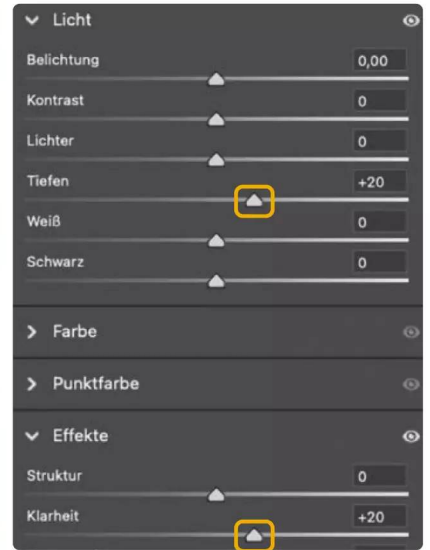 Licht
Belichtung 0,00
Kontrast 0
Lichter 0
Tiefen +20
Weiß 0
Schwarz 0
Farbe
Punktfarbe
Effekte
Struktur 0
Klarheit +20